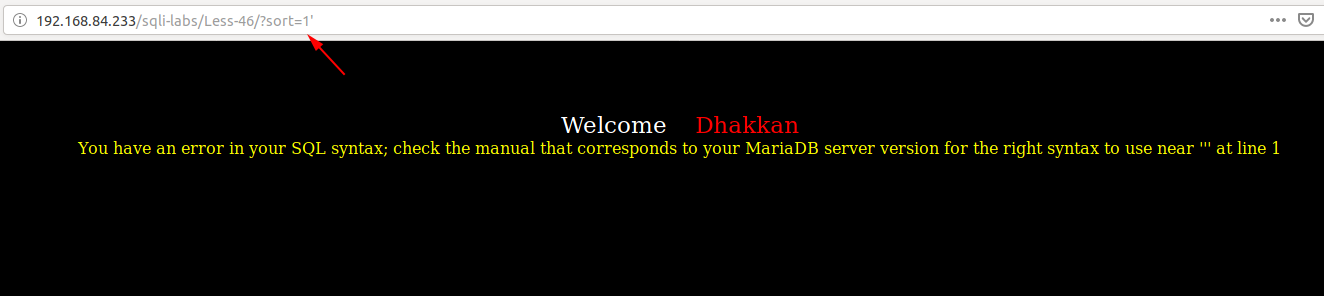 192.168.84.233/sqli-labs/Less-46/?sort=1'
Welcome Dhakkan
You have an error in your SQL syntax; check the manual that corresponds to your MariaDB server version for the right syntax to use near ''' at line 1